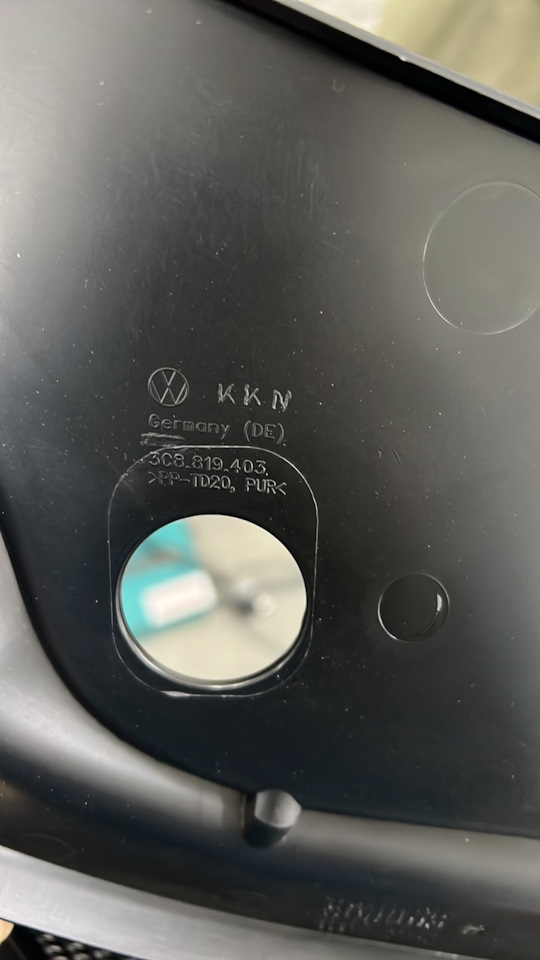 KKN
Germany (DE)
3C8.819.403.
>PP-TD20, PUR<